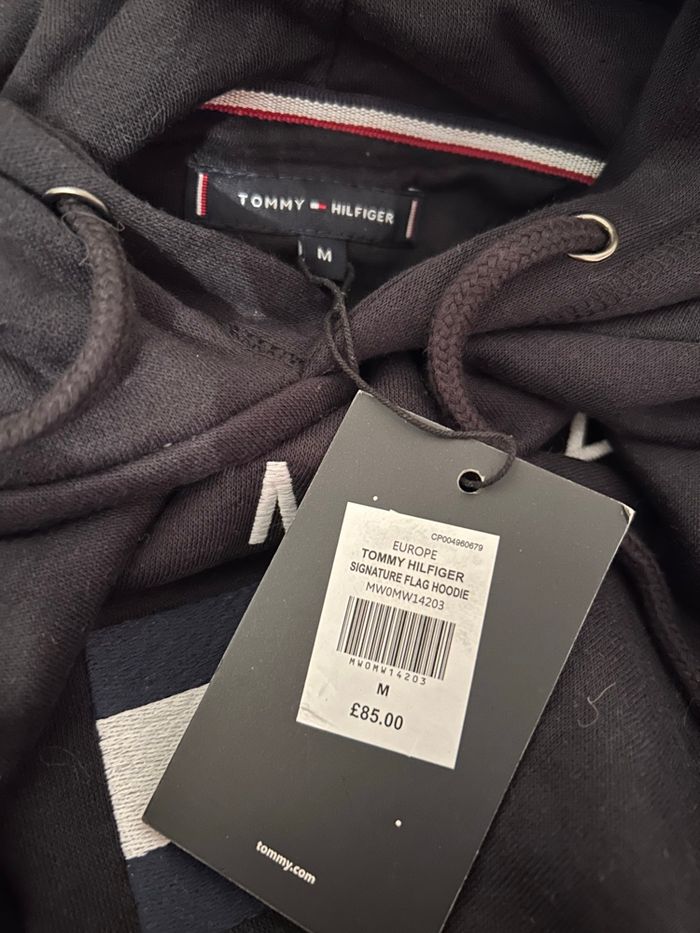 TOMMY HILFIGER
M
CP004960679
EUROPE
TOMMY HILFIGER
SIGNATURE FLAG HOODIE
MW0MW14203
MW0MW14203
M
£85.00
tommy.com